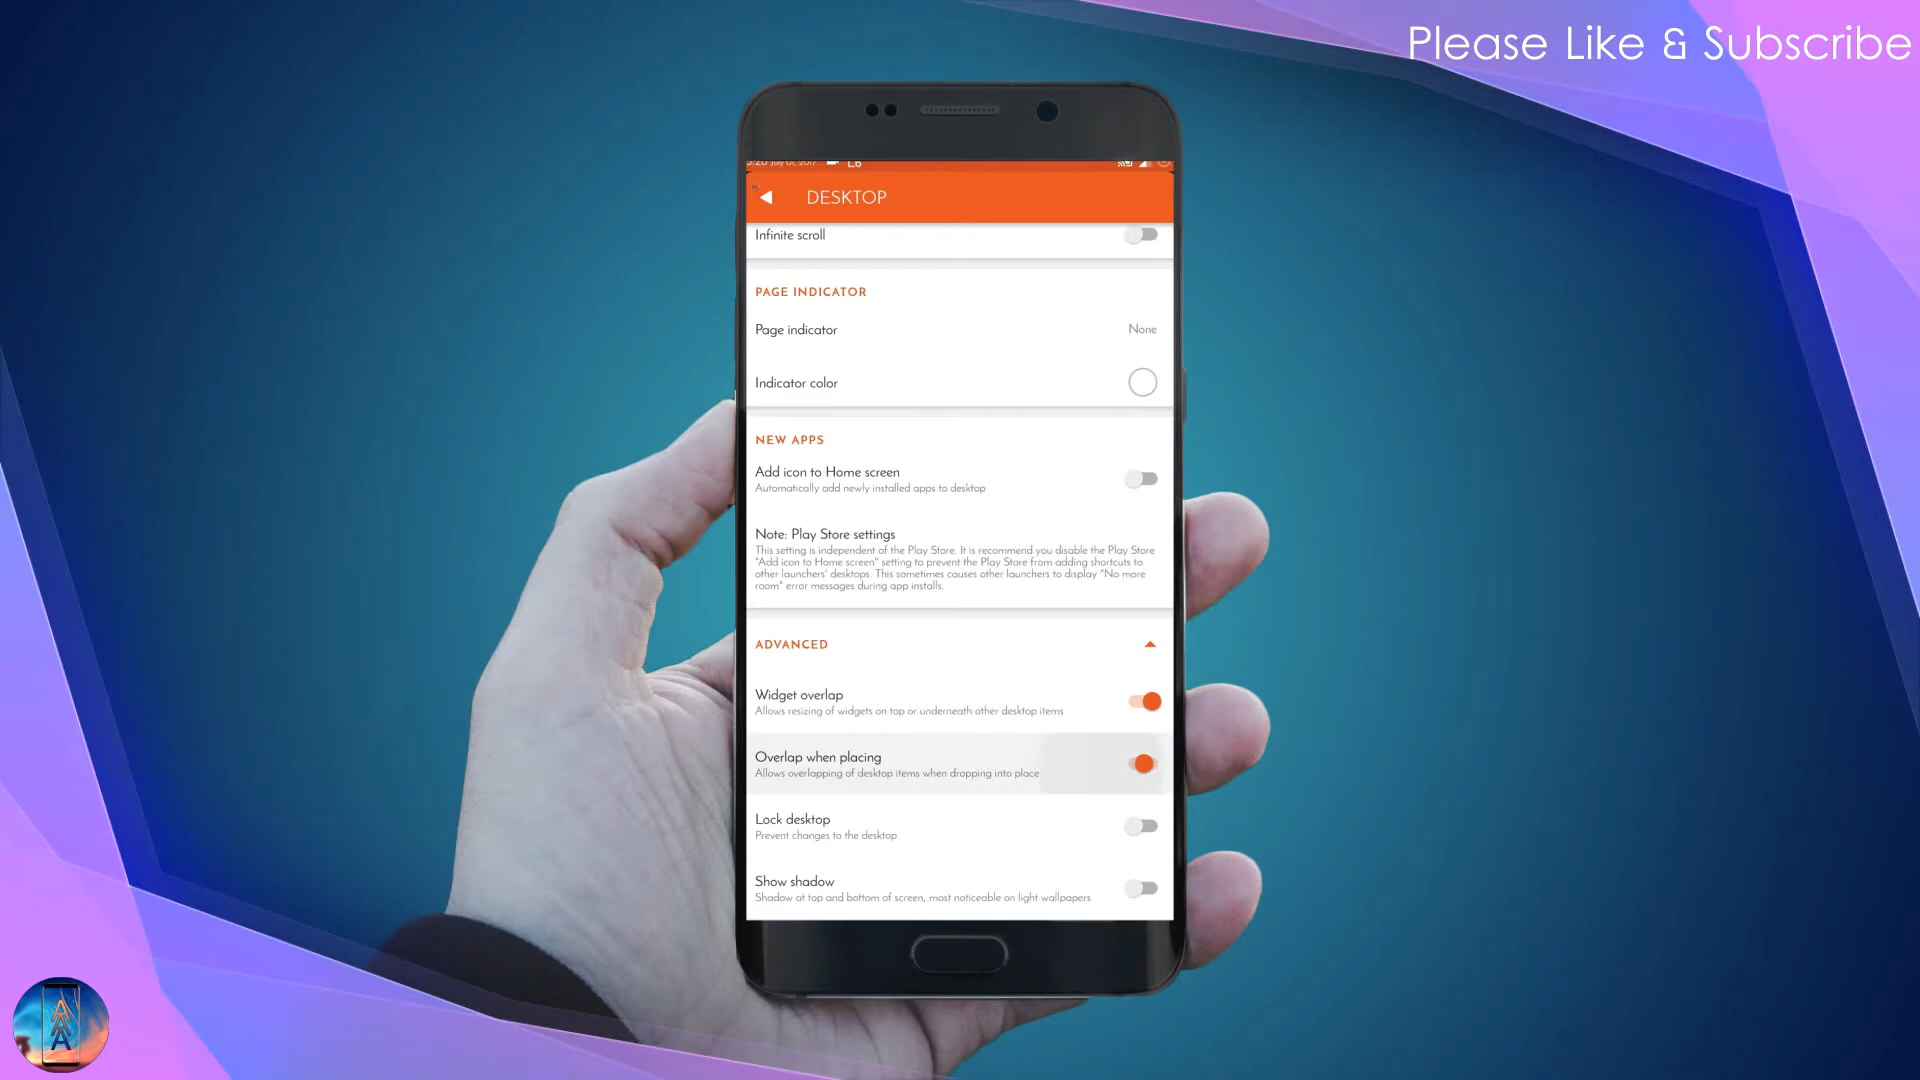 Please Like & Subscribe
5:20 July 01, 2017
DESKTOP
Infinite scroll
PAGE INDICATOR
Page indicator
None
Indicator color
NEW APPS
Add icon to Home screen
Automatically add newly installed apps to desktop
Note: Play Store settings
This setting is independent of the Play Store. It is recommend you disable the Play Store
"Add icon to Home screen" setting to prevent the Play Store from adding shortcuts to
other launchers' desktops. This sometimes causes other launchers to display "No more
room" error messages during app installs.
ADVANCED
Widget overlap
Allows resizing of widgets on top or underneath other desktop items
Overlap when placing
Allows overlapping of desktop items when dropping into place
Lock desktop
Prevent changes to the desktop
Show shadow
Shadow at top and bottom of screen, most noticeable on light wallpapers